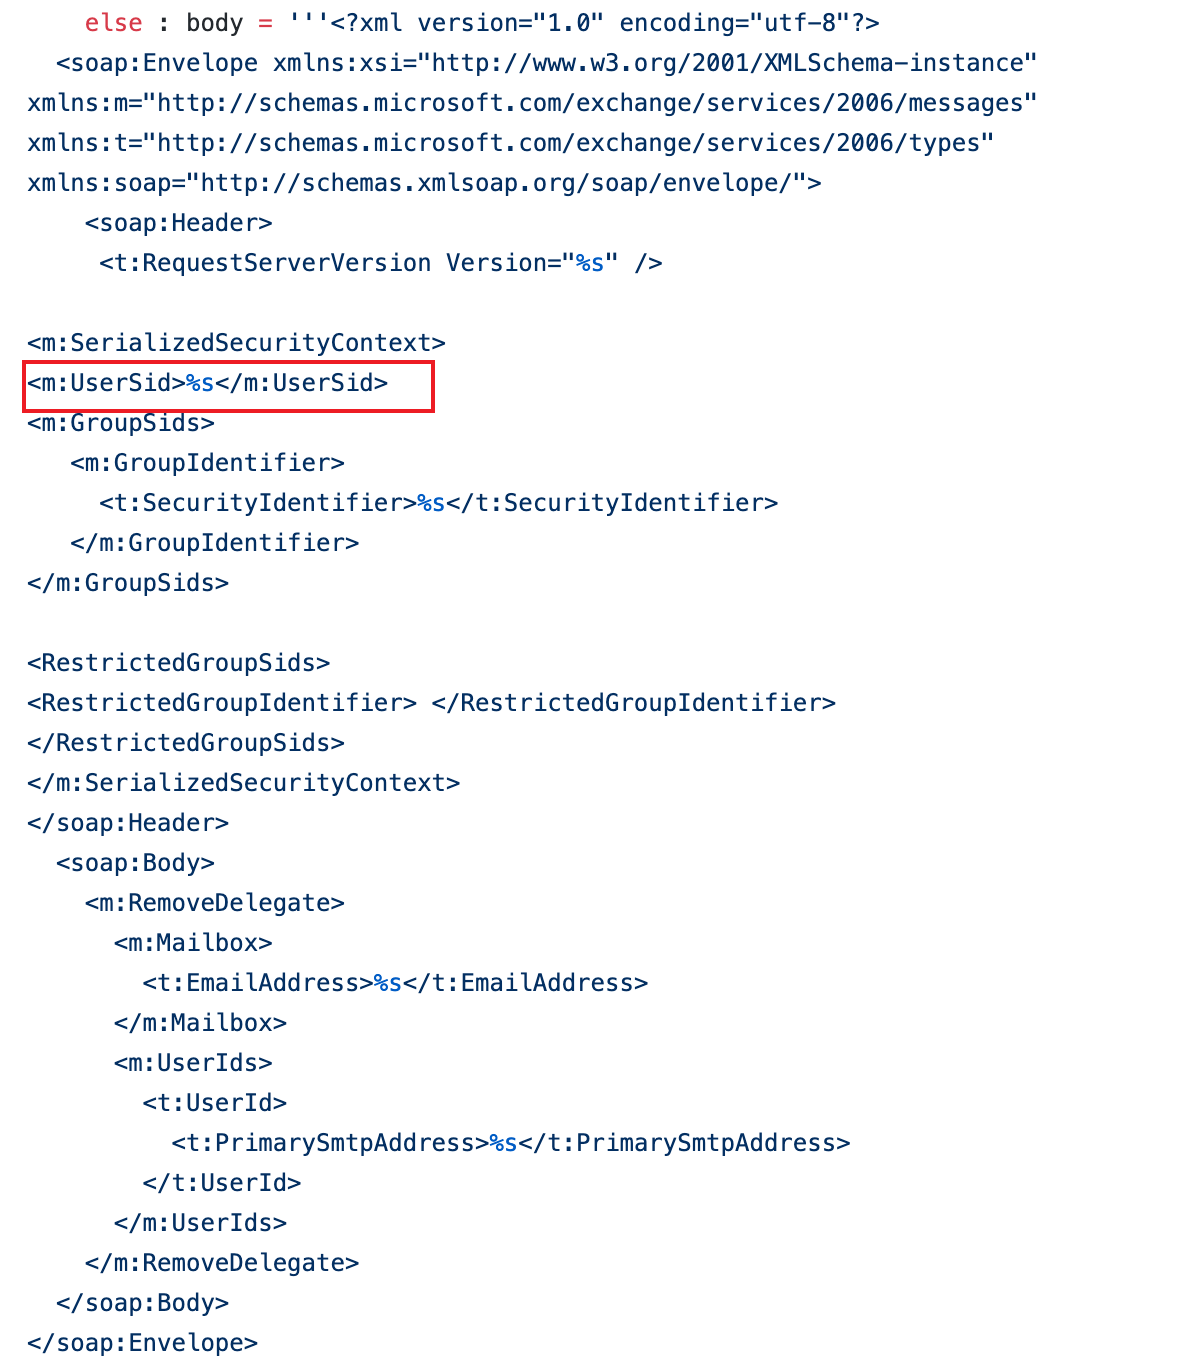 else : body = '''<?xml version="1.0" encoding="utf-8"?>
<soap:Envelope xmlns:xsi="http://www.w3.org/2001/XMLSchema-instance"
xmlns:m="http://schemas.microsoft.com/exchange/services/2006/messages"
xmlns:t="http://schemas.microsoft.com/exchange/services/2006/types"
xmlns:soap="http://schemas.xmlsoap.org/soap/envelope/">
<soap:Header>
<t:RequestServerVersion Version="%s" />
<m:SerializedSecurityContext>
<m:UserSid>%s</m:UserSid>
<m:GroupSids>
<m:GroupIdentifier>
<t:SecurityIdentifier>%s</t:SecurityIdentifier>
</m:GroupIdentifier>
</m:GroupSids>
<RestrictedGroupSids>
<RestrictedGroupIdentifier> </RestrictedGroupIdentifier>
</RestrictedGroupSids>
</m:SerializedSecurityContext>
</soap:Header>
<soap:Body>
<m:RemoveDelegate>
<m:Mailbox>
<t:EmailAddress>%s</t:EmailAddress>
</m:Mailbox>
<m:UserIds>
<t:UserId>
<t:PrimarySmtpAddress>%s</t:PrimarySmtpAddress>
</t:UserId>
</m:UserIds>
</m:RemoveDelegate>
</soap:Body>
</soap:Envelope>